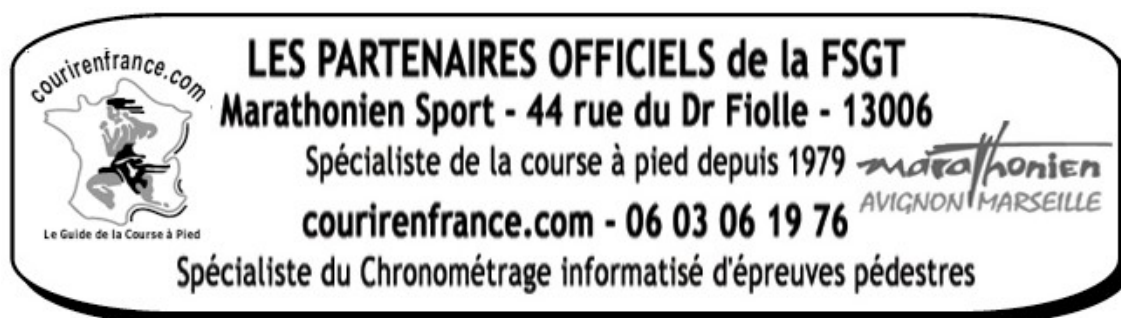 courirenfrance.com
Le Guide de la Course à Pied
LES PARTENAIRES OFFICIELS de la FSGT
Marathonien Sport - 44 rue du Dr Fiolle - 13006
Spécialiste de la course à pied depuis 1979
marathonien
AVIGNON MARSEILLE
courirenfrance.com - 06 03 06 19 76
Spécialiste du Chronométrage informatisé d'épreuves pédestres